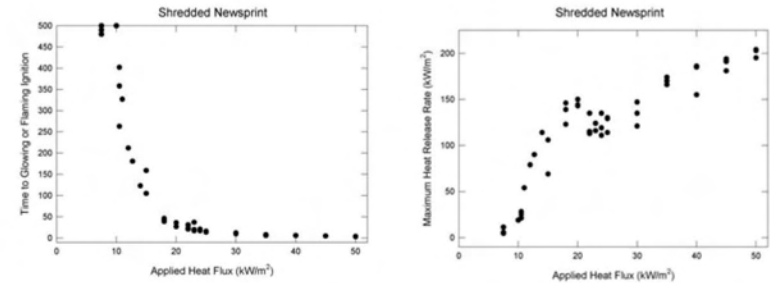 Shredded Newsprint
Time to Glowing or Flaming Ignition
500
450
400
350
300
250
200
150
100
50
0
0 10 20 30 40 50
Applied Heat Flux (kW/m²)
Shredded Newsprint
Maximum Heat Release Rate (kW/m²)
200
150
100
50
0
0 10 20 30 40 50
Applied Heat Flux (kW/m²)